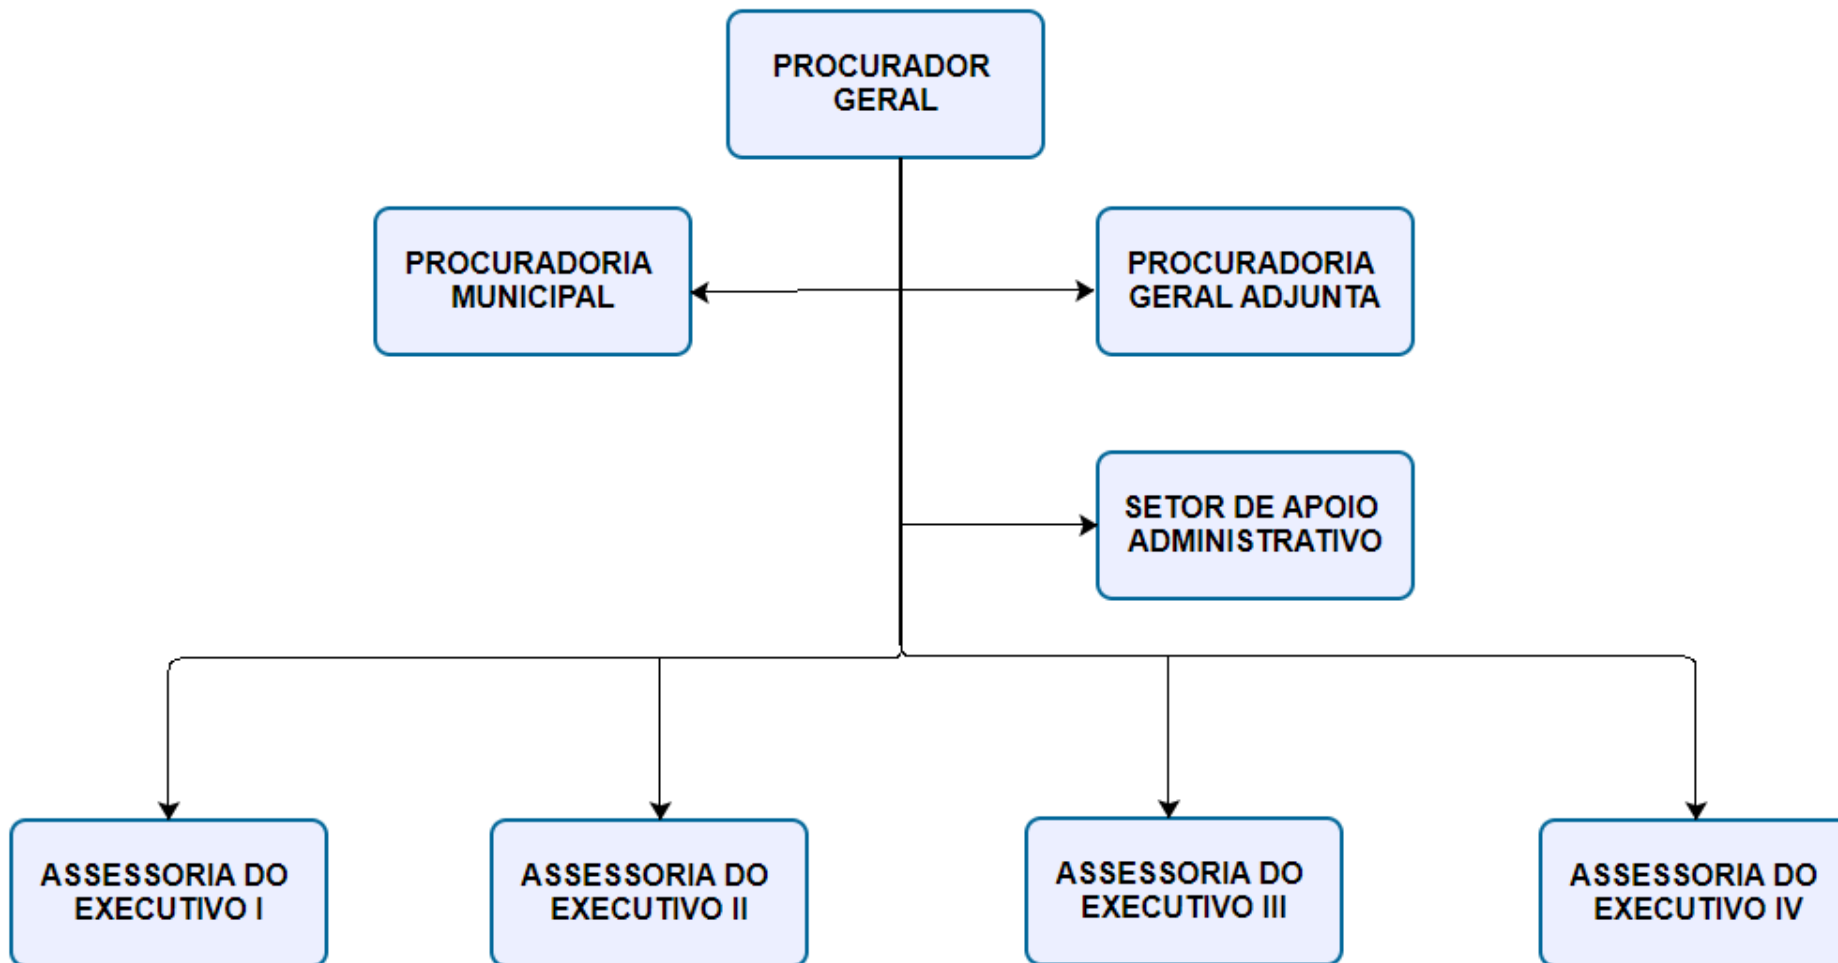 PROCURADOR
GERAL
PROCURADORIA
MUNICIPAL
PROCURADORIA
GERAL ADJUNTA
SETOR DE APOIO
ADMINISTRATIVO
ASSESSORIA DO
EXECUTIVO I
ASSESSORIA DO
EXECUTIVO II
ASSESSORIA DO
EXECUTIVO III
ASSESSORIA DO
EXECUTIVO IV